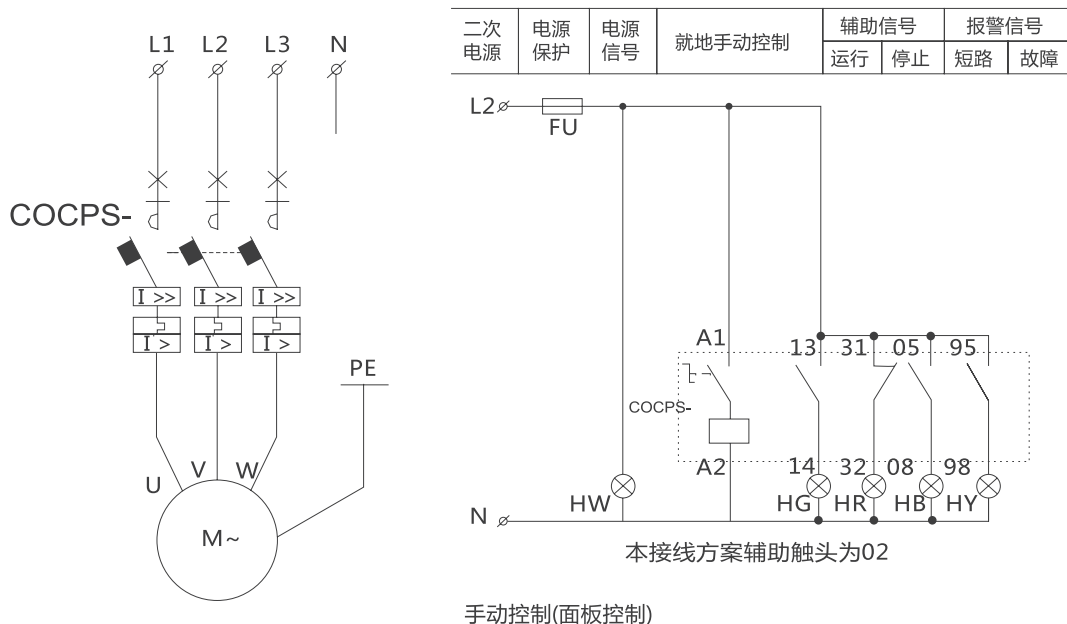 L1 L2 L3 N
COCPS-
I >> I >> I >>
I > I > I >
PE
U V W
M~
二次电源 电源保护 电源信号 就地手动控制 辅助信号 报警信号
运行 停止 短路 故障
L2
FU
A1 13 31 05 95
COCPS-
A2 14 32 08 98
HW HG HR HB HY
N
本接线方案辅助触头为02
手动控制(面板控制)